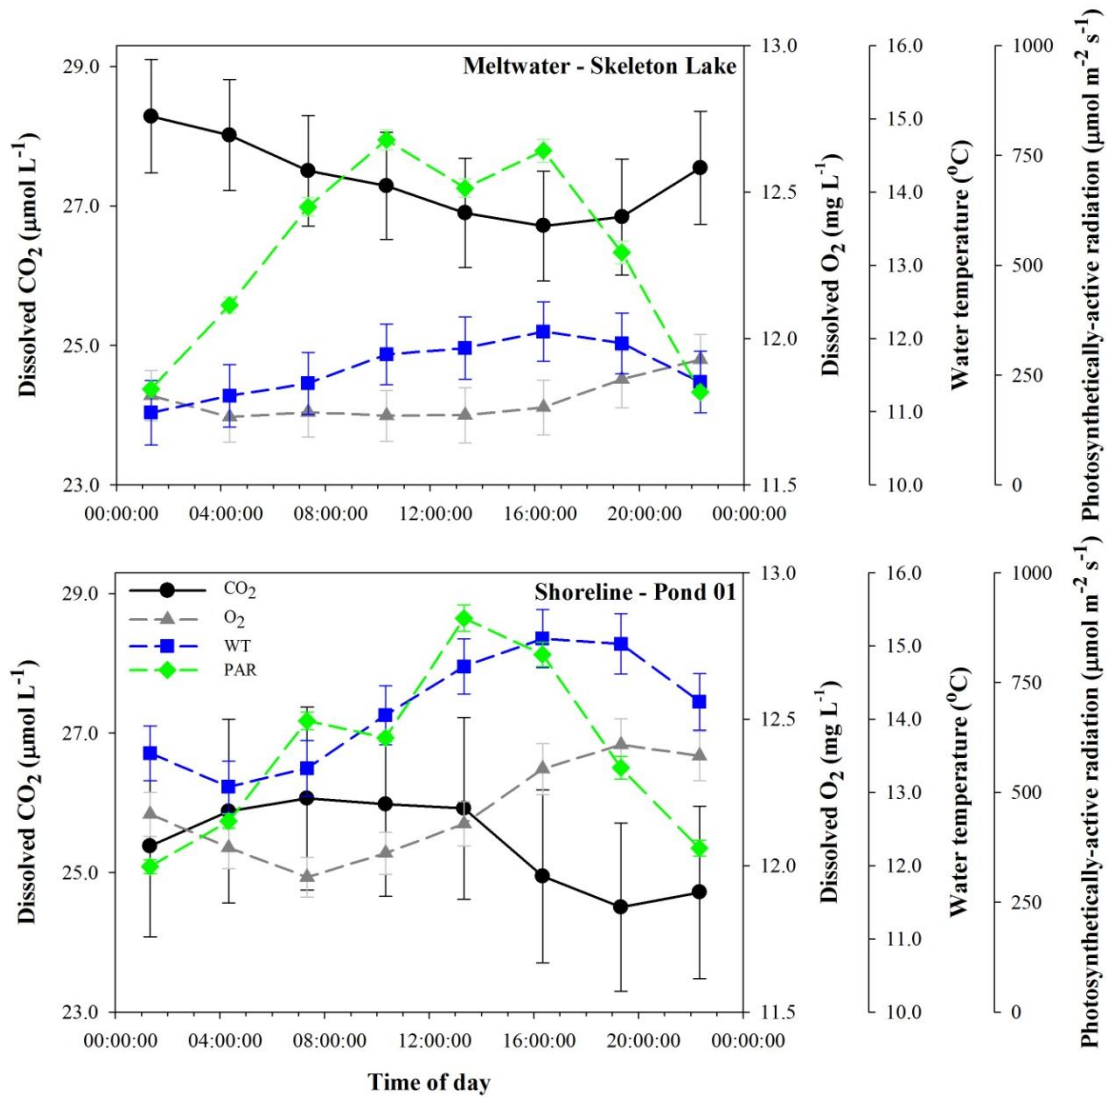 Meltwater - Skeleton Lake
Dissolved CO2 (µmol L-1)
29.0
27.0
25.0
23.0
13.0
12.5
12.0
11.5
Dissolved O2 (mg L-1)
16.0
15.0
14.0
13.0
12.0
11.0
10.0
Water temperature (oC)
1000
750
500
250
0
Photosynthetically-active radiation (µmol m-2 s-1)
00:00:00 04:00:00 08:00:00 12:00:00 16:00:00 20:00:00 00:00:00
Shoreline - Pond 01
CO2
O2
WT
PAR
Dissolved CO2 (µmol L-1)
29.0
27.0
25.0
23.0
13.0
12.5
12.0
11.5
Dissolved O2 (mg L-1)
16.0
15.0
14.0
13.0
12.0
11.0
10.0
Water temperature (oC)
1000
750
500
250
0
Photosynthetically-active radiation (µmol m-2 s-1)
00:00:00 04:00:00 08:00:00 12:00:00 16:00:00 20:00:00 00:00:00
Time of day